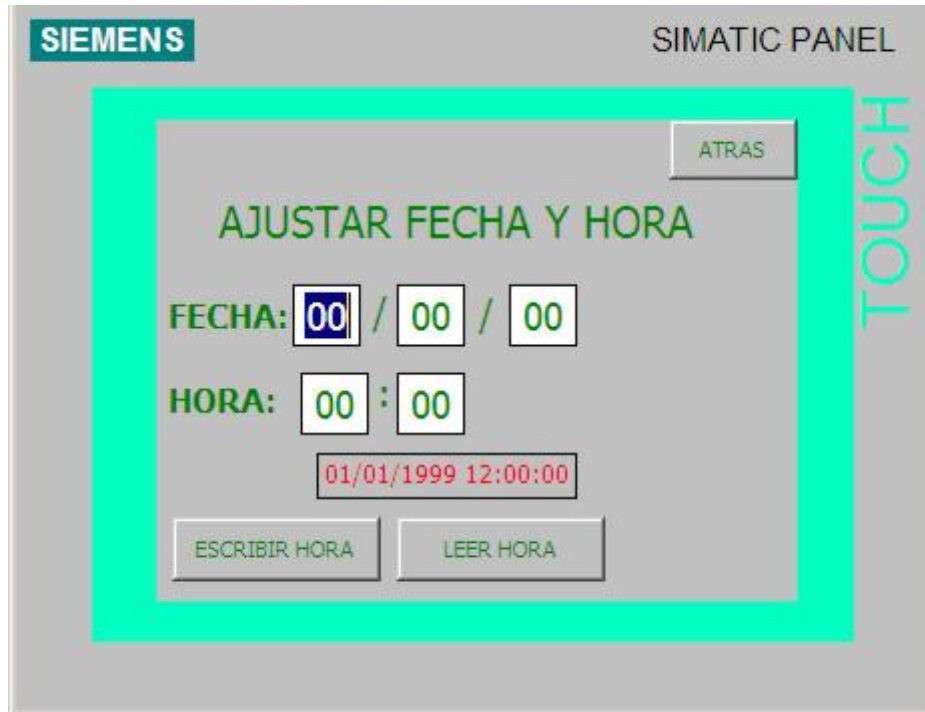 SIEMENS
SIMATIC PANEL
TOUCH
ATRAS
AJUSTAR FECHA Y HORA
FECHA: 00 / 00 / 00
HORA: 00 : 00
01/01/1999 12:00:00
ESCRIBIR HORA
LEER HORA